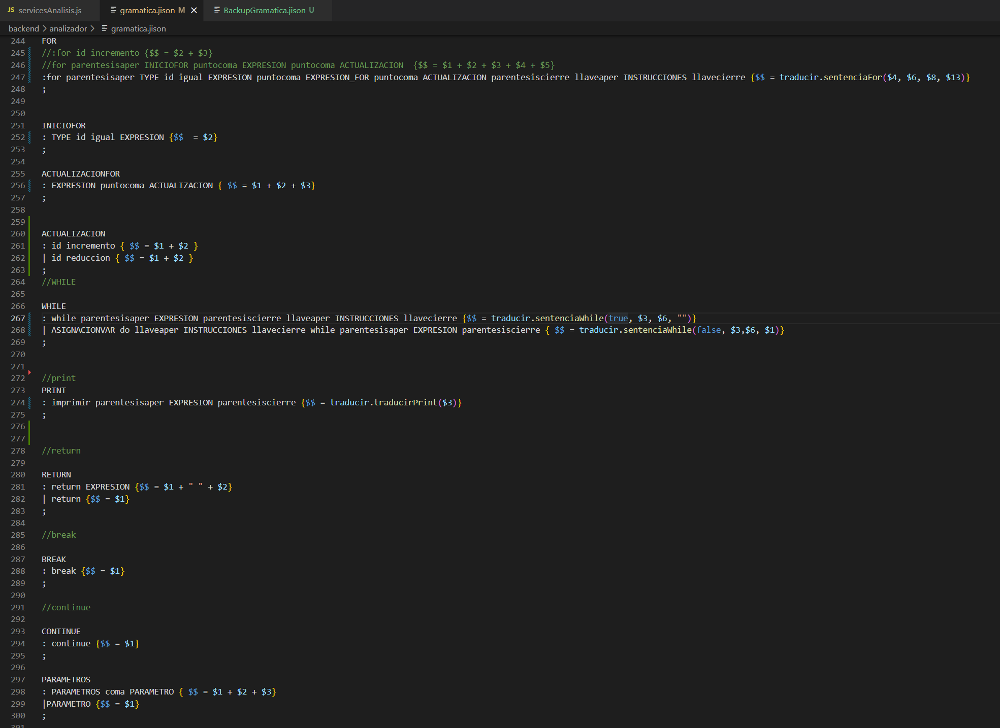 JS servicesAnalisis.js gramatica.jison M BackupGramatica.jison U
backend > analizador > gramatica.jison
244 FOR
245 //:for id incremento {$$ = $2 + $3}
246 //for parentesisaper INICIOFOR puntocoma EXPRESION puntocoma ACTUALIZACION  {$$ = $1 + $2 + $3 + $4 + $5}
247 :for parentesisaper TYPE id igual EXPRESION puntocoma EXPRESION_FOR puntocoma ACTUALIZACION parentesiscierre llaveaper INSTRUCCIONES llavecierre {$$ = traducir.sentenciaFor($4, $6, $8, $13)}
248 ;
249
250
251 INICIOFOR
252 : TYPE id igual EXPRESION {$$  = $2}
253 ;
254
255 ACTUALIZACIONFOR
256 : EXPRESION puntocoma ACTUALIZACION { $$ = $1 + $2 + $3}
257 ;
258
259
260 ACTUALIZACION
261 : id incremento { $$ = $1 + $2 }
262 | id reduccion { $$ = $1 + $2 }
263 ;
264 //WHILE
265
266 WHILE
267 : while parentesisaper EXPRESION parentesiscierre llaveaper INSTRUCCIONES llavecierre {$$ = traducir.sentenciaWhile(true, $3, $6, "")}
268 | ASIGNACIONVAR do llaveaper INSTRUCCIONES llavecierre while parentesisaper EXPRESION parentesiscierre { $$ = traducir.sentenciaWhile(false, $3,$6, $1)}
269 ;
270
271
272 //print
273 PRINT
274 : imprimir parentesisaper EXPRESION parentesiscierre {$$ = traducir.traducirPrint($3)}
275 ;
276
277
278 //return
279
280 RETURN
281 : return EXPRESION {$$ = $1 + " " + $2}
282 | return {$$ = $1}
283 ;
284
285 //break
286
287 BREAK
288 : break {$$ = $1}
289 ;
290
291 //continue
292
293 CONTINUE
294 : continue {$$ = $1}
295 ;
296
297 PARAMETROS
298 : PARAMETROS coma PARAMETRO { $$ = $1 + $2 + $3}
299 |PARAMETRO {$$ = $1}
300 ;
301